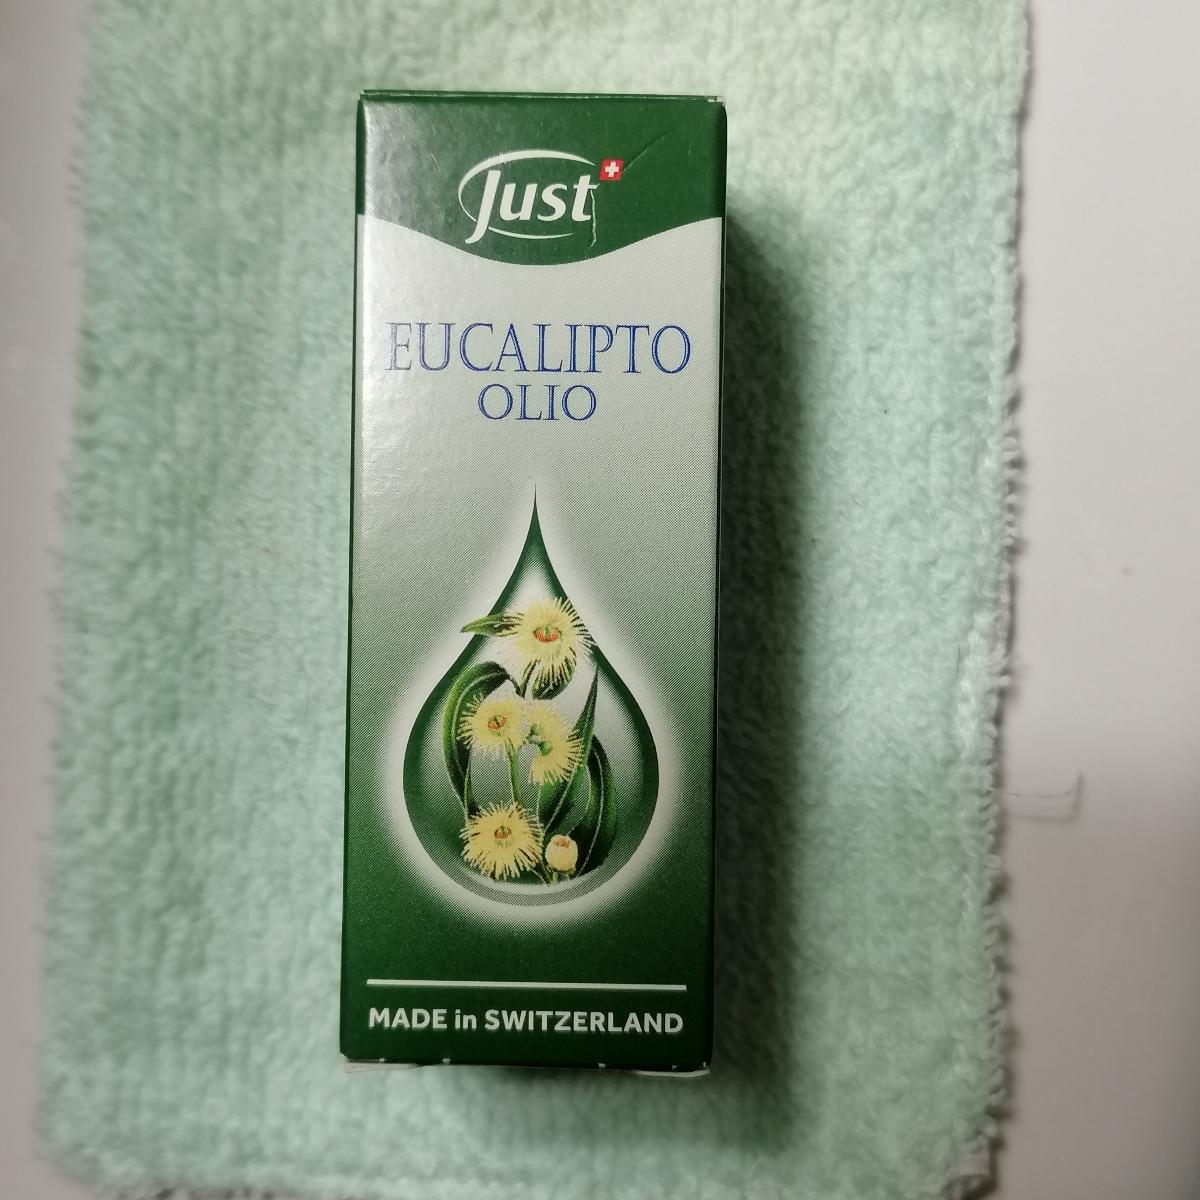 Just
EUCALIPTO
OLIO
MADE in SWITZERLAND